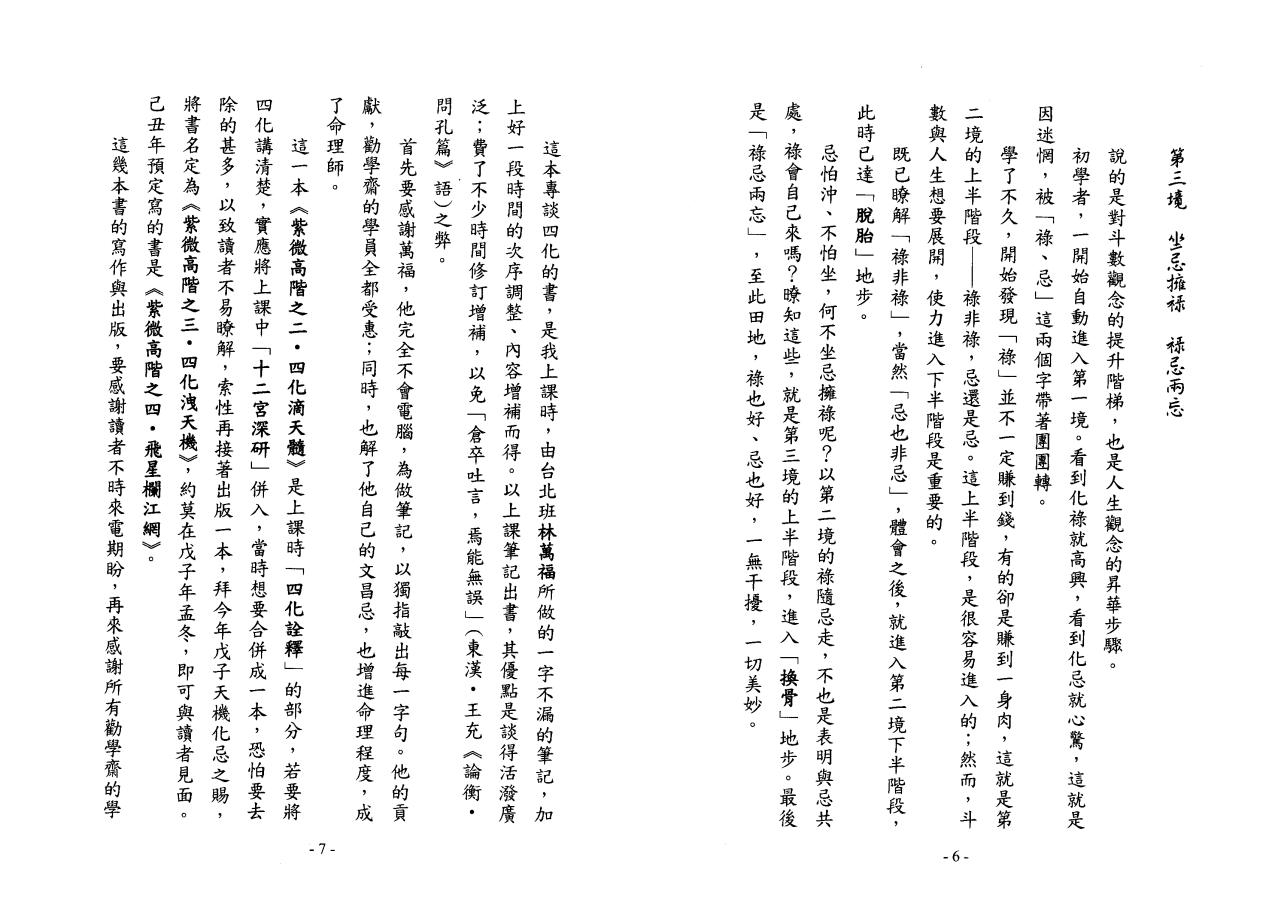 第三境　坐忌擁祿　祿忌兩忘
說的是對斗數觀念的提升階梯，也是人生觀念的昇華步驟。
初學者，一開始自動進入第一境。看到化祿就高興，看到化忌就心驚，這就是
因迷惘，被「祿、忌」這兩個字帶著團團轉。
學了不久，開始發現「祿」並不一定賺到錢，有的卻是賺到一身肉，這就是第
二境的上半階段——祿非祿，忌還是忌。這上半階段，是很容易進入的；然而，斗
數與人生想要展開，使力進入下半階段是重要的。
既已瞭解「祿非祿」，當然「忌也非忌」，體會之後，就進入第二境下半階段，
此時已達「脫胎」地步。
忌怕沖、不怕坐，何不坐忌擁祿呢？以第二境的祿隨忌走，不也是表明與忌共
處，祿會自己來嗎？瞭知這些，就是第三境的上半階段，進入「換骨」地步。最後
是「祿忌兩忘」，至此田地，祿也好、忌也好，一無干擾，一切美妙。
- 6 -
這本專談四化的書，是我上課時，由台北班林萬福所做的一字不漏的筆記，加
上好一段時間的次序調整、內容增補而得。以上課筆記出書，其優點是談得活潑廣
泛；費了不少時間修訂增補，以免「倉卒吐言，焉能無誤」（東漢・王充《論衡・
問孔篇》語）之弊。
首先要感謝萬福，他完全不會電腦，為做筆記，以獨指敲出每一字句。他的貢
獻，勸學齋的學員全都受惠；同時，也解了他自己的文昌忌，也增進命理程度，成
了命理師。
這一本《紫微高階之二・四化滴天髓》是上課時「四化詮釋」的部分，若要將
四化講清楚，實應將上課中「十二宮深研」併入，當時想要合併成一本，恐怕要去
除的甚多，以致讀者不易瞭解，索性再接著出版一本，拜今年戊子天機化忌之賜，
將書名定為《紫微高階之三・四化洩天機》，約莫在戊子年孟冬，即可與讀者見面。
己丑年預定寫的書是《紫微高階之四・飛星欄江網》。
這幾本書的寫作與出版，要感謝讀者不時來電期盼，再來感謝所有勸學齋的學
- 7 -